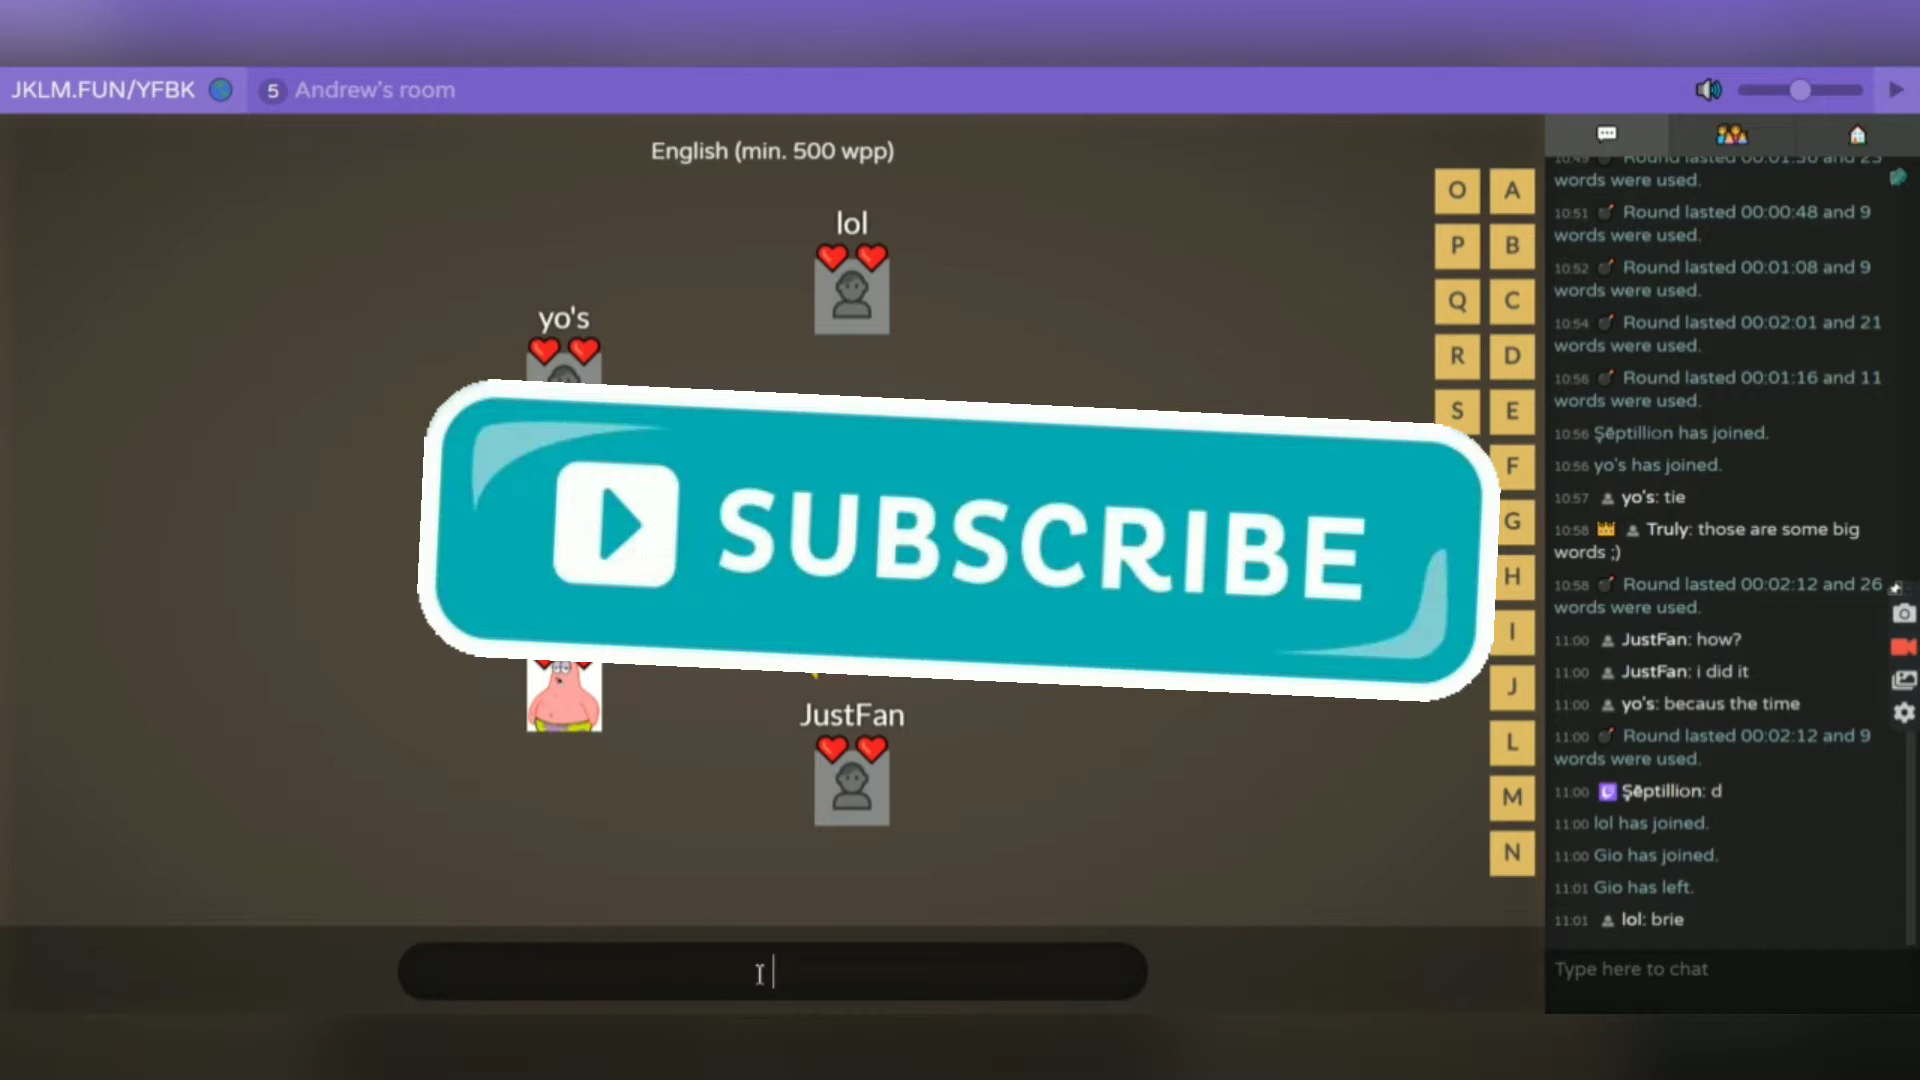 JKLM.FUN/YFBK
5 Andrew's room
English (min. 500 wpp)
lol
yo's
SUBSCRIBE
JustFan
O A
P B
Q C
R D
S E
F
G
H
I
J
L
M
N
words were used.
10:51 Round lasted 00:00:48 and 9
words were used.
10:52 Round lasted 00:01:08 and 9
words were used.
10:54 Round lasted 00:02:01 and 21
words were used.
10:56 Round lasted 00:01:16 and 11
words were used.
10:56 Şēptillion has joined.
10:56 yo's has joined.
10:57 yo's: tie
10:58 Truly: those are some big
words ;)
10:58 Round lasted 00:02:12 and 26
words were used.
11:00 JustFan: how?
11:00 JustFan: i did it
11:00 yo's: becaus the time
11:00 Round lasted 00:02:12 and 9
words were used.
11:00 Şēptillion: d
11:00 lol has joined.
11:00 Gio has joined.
11:01 Gio has left.
11:01 lol: brie
Type here to chat